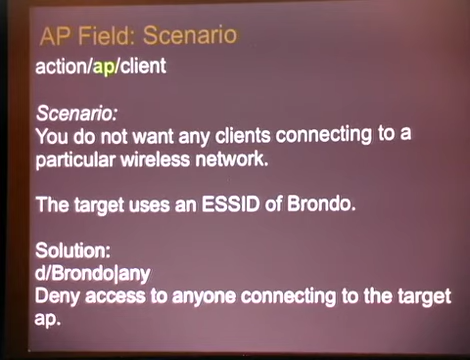 AP Field: Scenario
action/ap/client
Scenario:
You do not want any clients connecting to a
particular wireless network.
The target uses an ESSID of Brondo.
Solution:
d/Brondo|any
Deny access to anyone connecting to the target
ap.